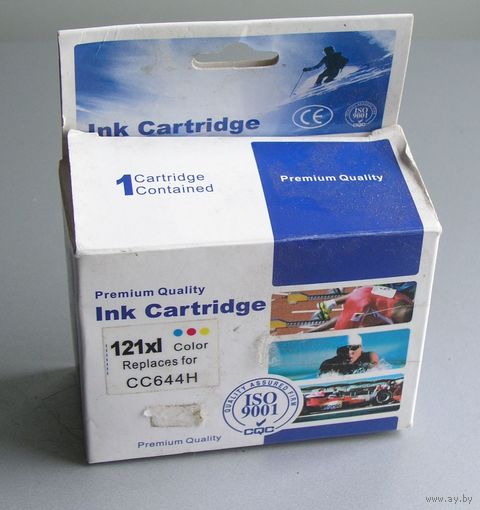 CE
ISO
9001
CQC
Ink Cartridge
1 Cartridge
Contained
Premium Quality
Premium Quality
Ink Cartridge
121xl Color
Replaces for
CC644H
QUALITY ASSURED FIRM
ISO
9001
CQC
Premium Quality
www.ay.by